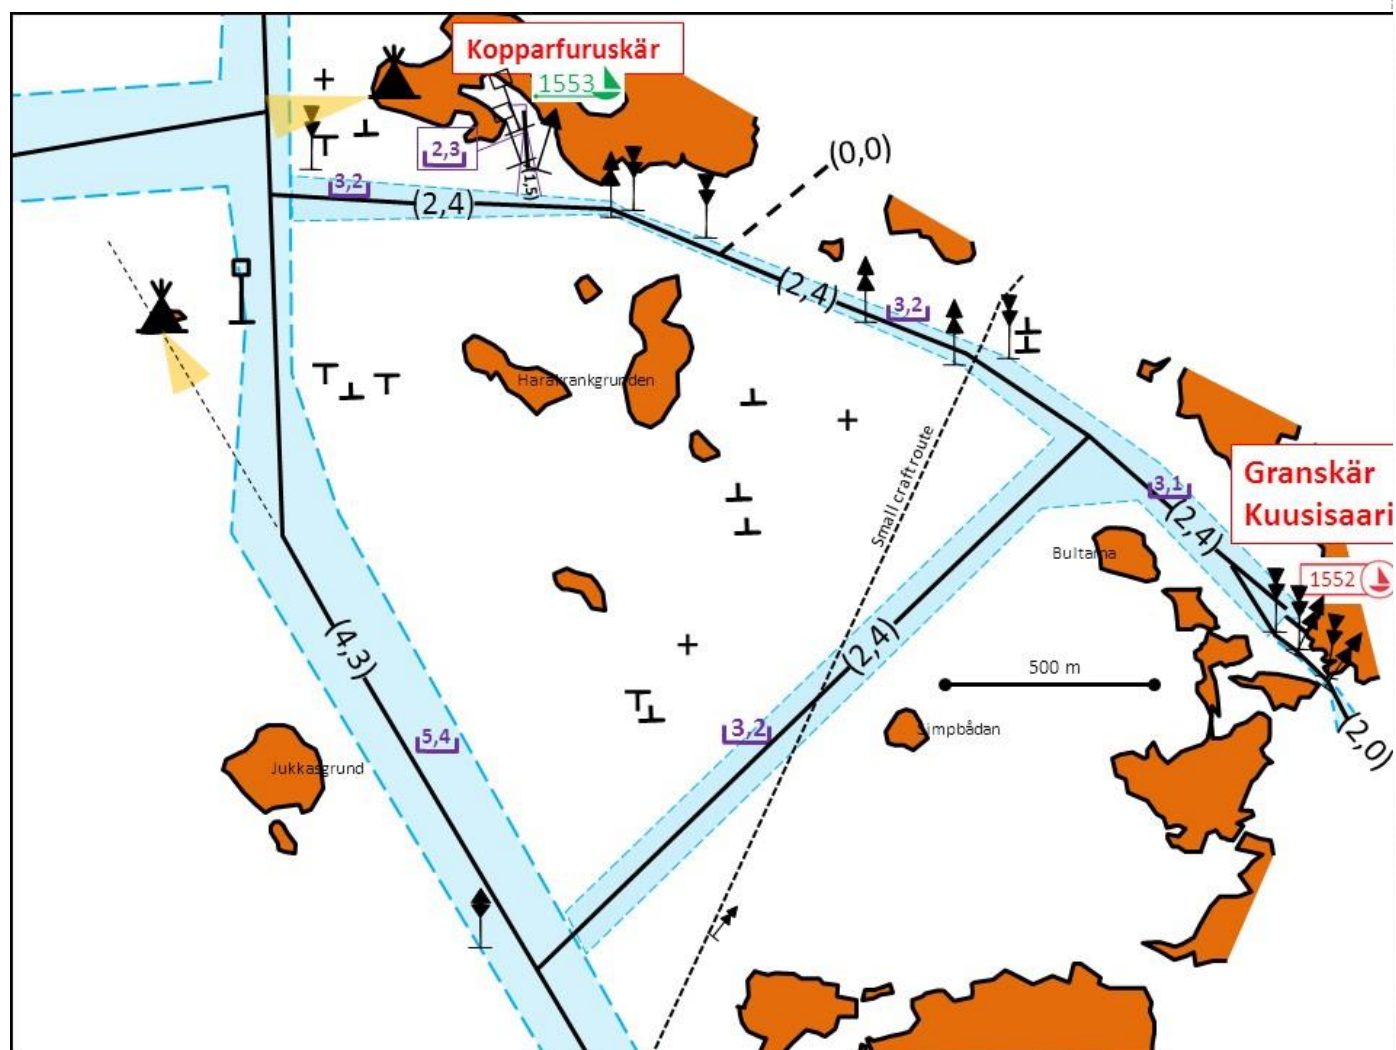 Kopparfuruskär
1553
2,3
(1,5)
(0,0)
3,2
(2,4)
(2,4)
3,2
Harakrankgrunden
Small craft route
Granskär
Kuusisaari
3,1
(2,4)
Bultarna
1552
(4,3)
(2,4)
500 m
3,2
Simpbådan
(2,0)
5,4
Jukkasgrund